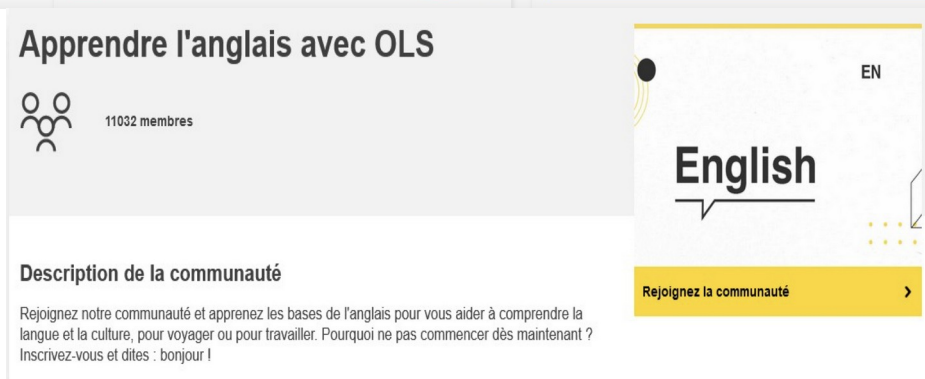 Apprendre l'anglais avec OLS
11032 membres
EN
English
Rejoignez la communauté
Description de la communauté
Rejoignez notre communauté et apprenez les bases de l'anglais pour vous aider à comprendre la
langue et la culture, pour voyager ou pour travailler. Pourquoi ne pas commencer dès maintenant ?
Inscrivez-vous et dites : bonjour !